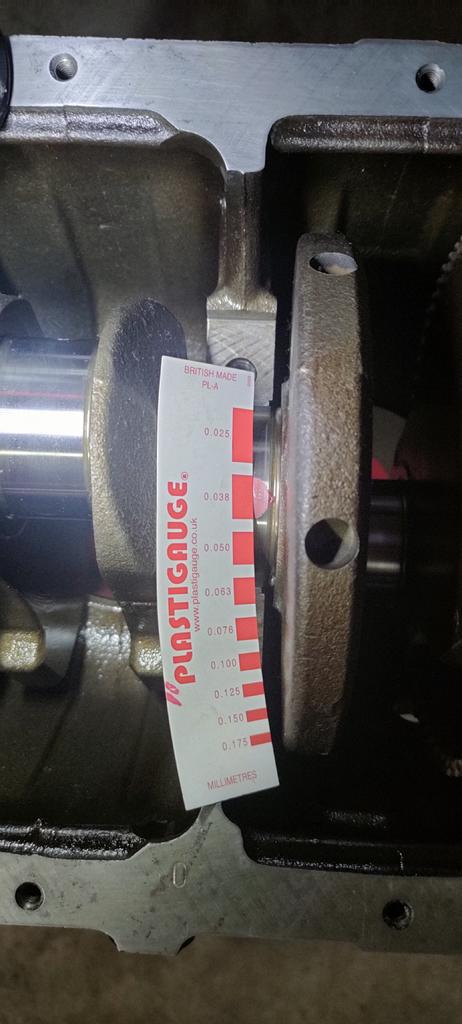 BRITISH MADE
PL-A
0.025
0.038
0.050
0.063
0.076
0.100
0.125
0.150
0.175
PLASTIGAUGE®
www.plastigauge.co.uk
MILLIMETRES
0